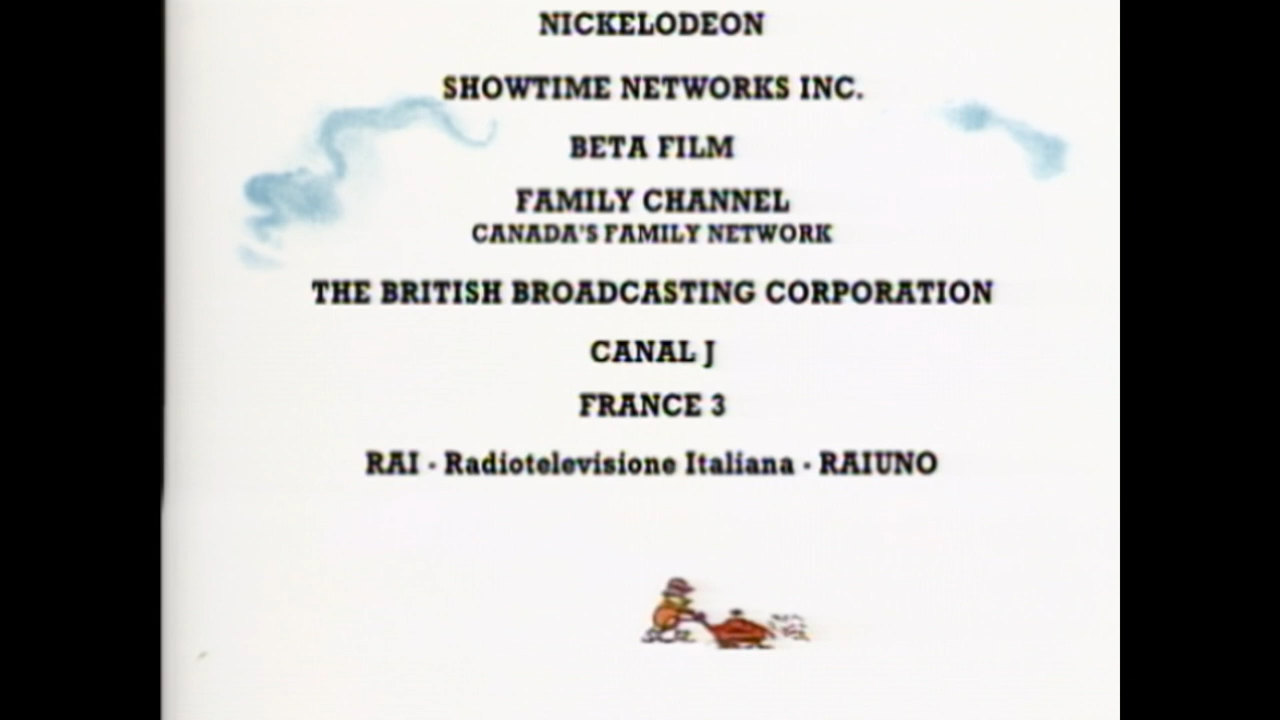 NICKELODEON
SHOWTIME NETWORKS INC.
BETA FILM
FAMILY CHANNEL
CANADA'S FAMILY NETWORK
THE BRITISH BROADCASTING CORPORATION
CANAL J
FRANCE 3
RAI - Radiotelevisione Italiana - RAIUNO